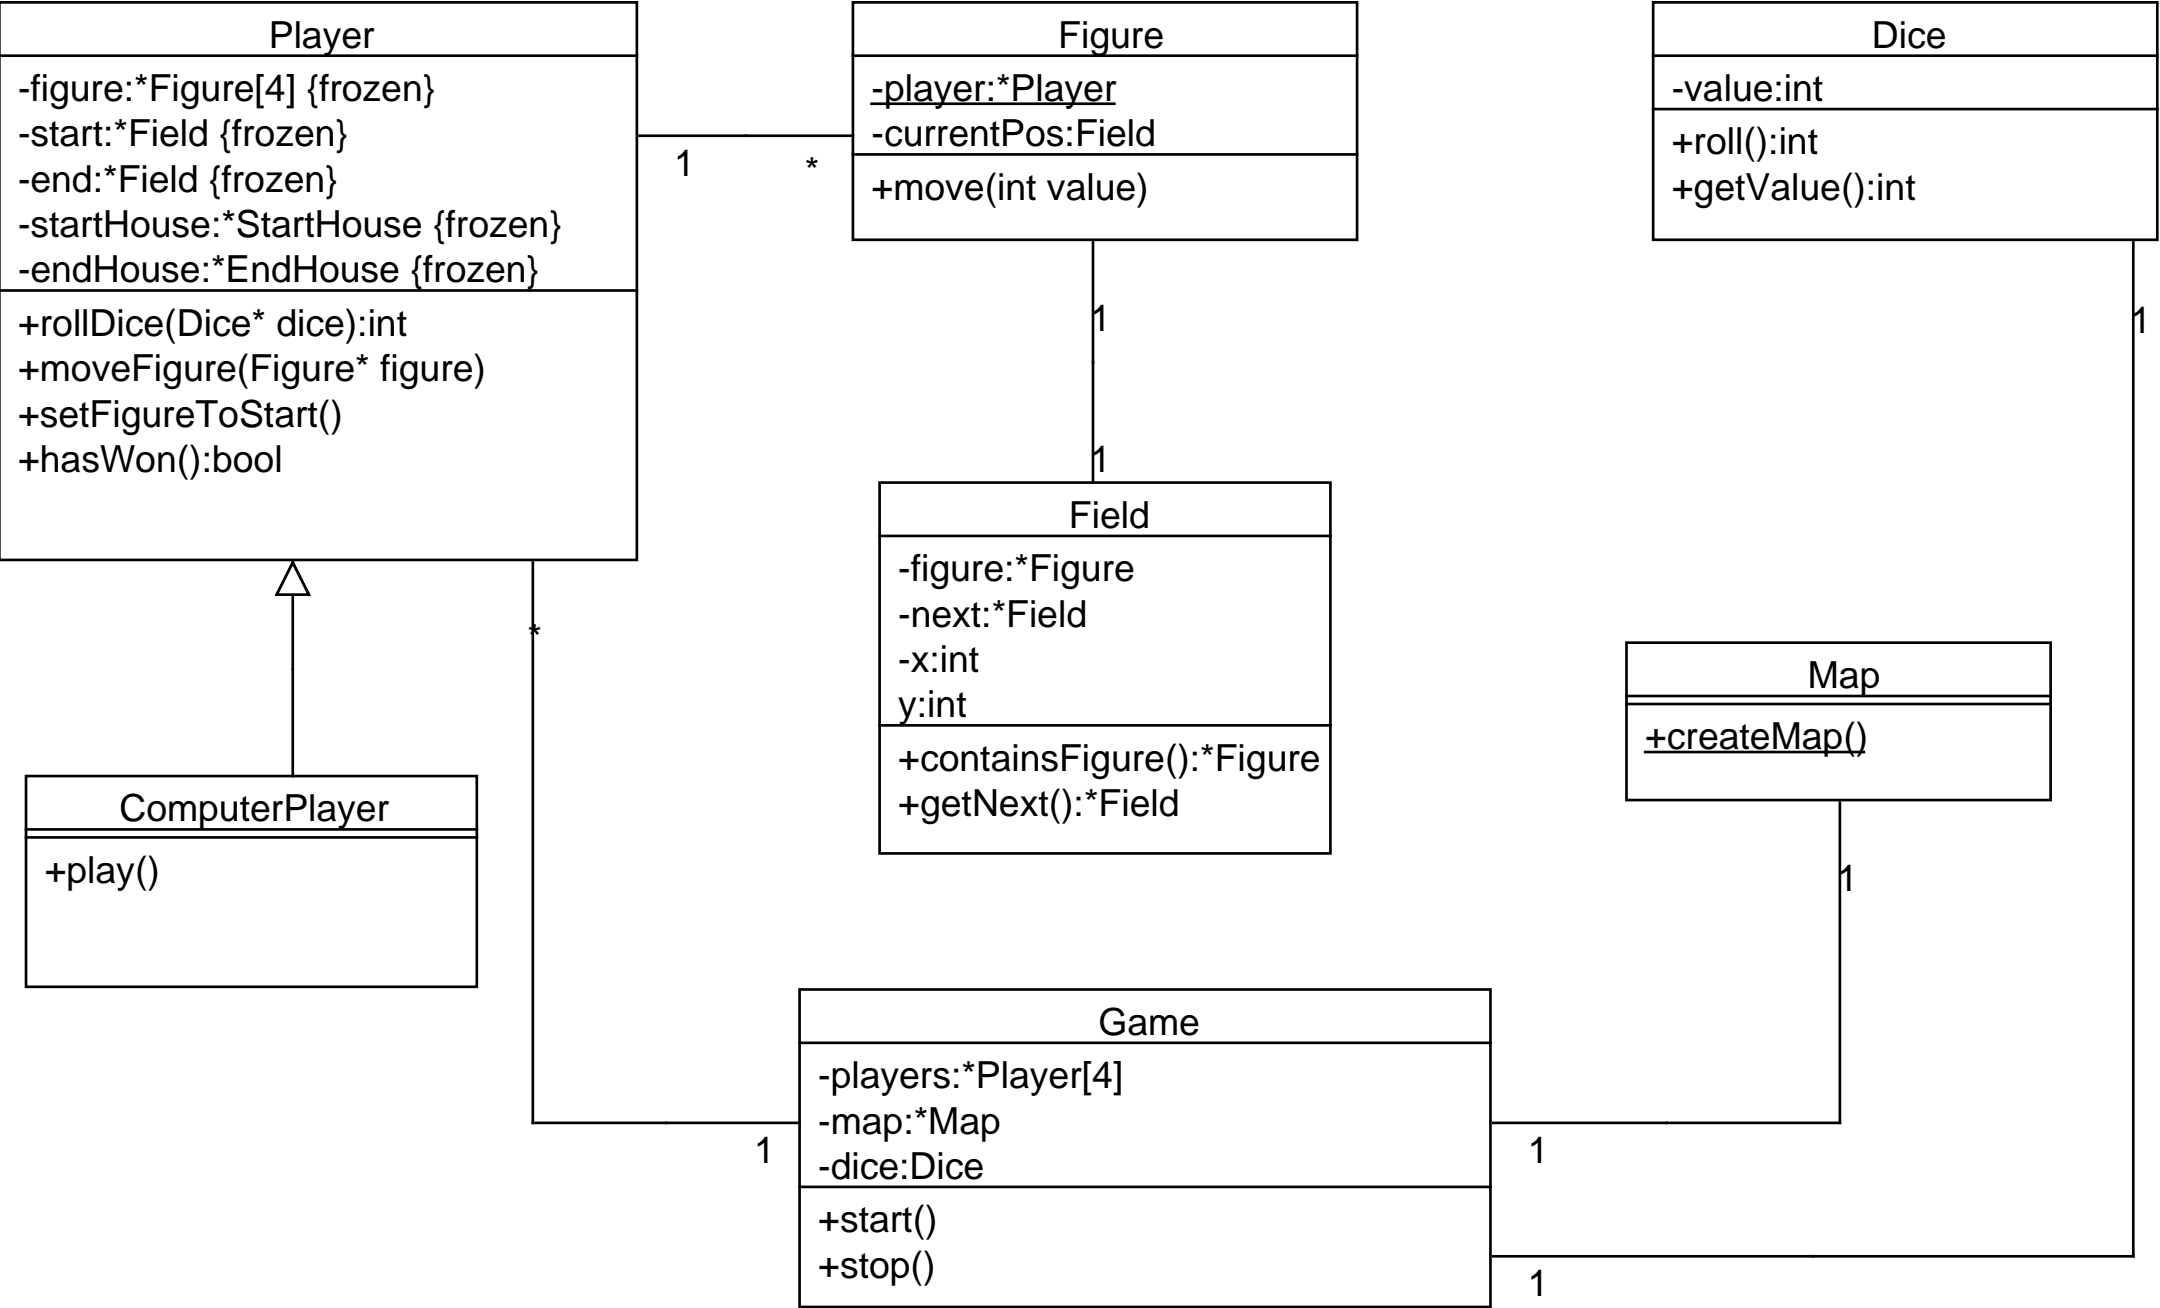 Player
-figure:*Figure[4] {frozen}
-start:*Field {frozen}
-end:*Field {frozen}
-startHouse:*StartHouse {frozen}
-endHouse:*EndHouse {frozen}
+rollDice(Dice* dice):int
+moveFigure(Figure* figure)
+setFigureToStart()
+hasWon():bool
1
*
Figure
-player:*Player
-currentPos:Field
+move(int value)
Dice
-value:int
+roll():int
+getValue():int
1
1
1
Field
-figure:*Figure
-next:*Field
-x:int
y:int
+containsFigure():*Figure
+getNext():*Field
*
Map
+createMap()
1
ComputerPlayer
+play()
Game
-players:*Player[4]
-map:*Map
-dice:Dice
+start()
+stop()
1
1
1